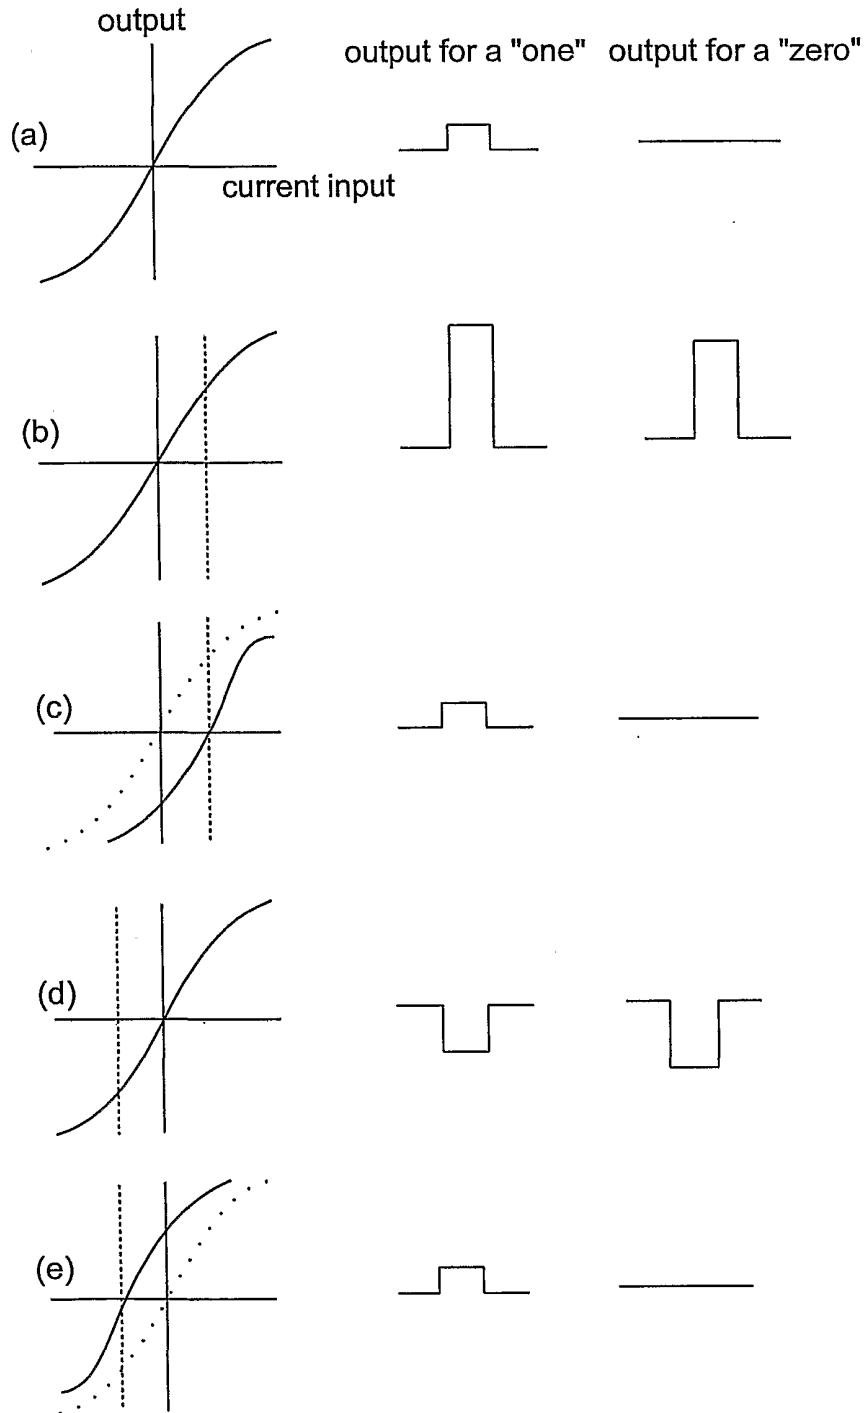 output
output for a "one" output for a "zero"
(a)
current input
(b)
(c)
(d)
(e)